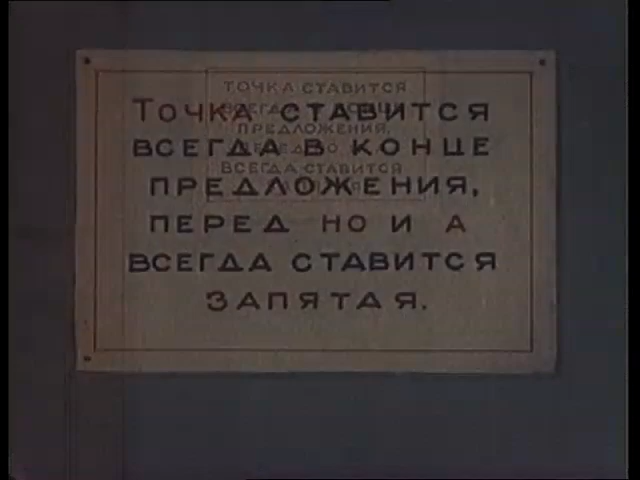 Точка ставится
всегда в конце
предложения,
перед но и а
всегда ставится
запятая.